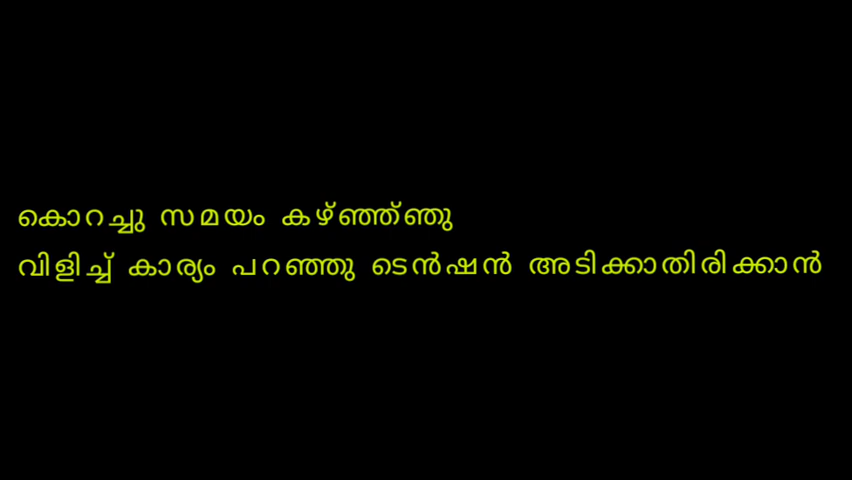 കൊറച്ചു സമയം കഴ്ഞ്ഞ്ഞു
വിളിച്ച് കാര്യം പറഞ്ഞു ടെൻഷൻ അടിക്കാതിരിക്കാൻ